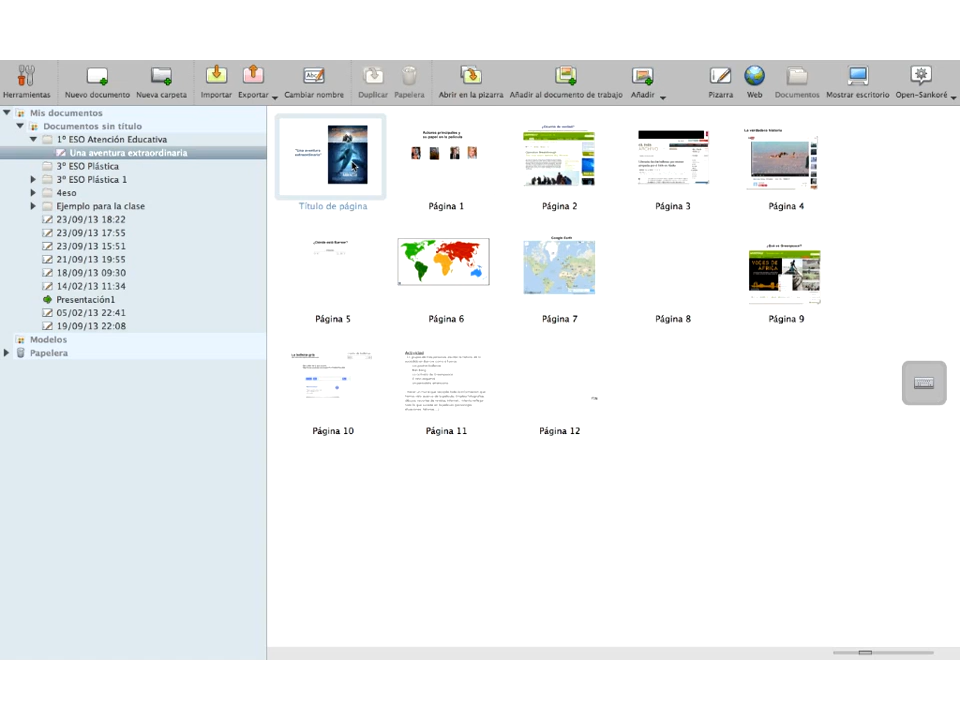 Herramientas
Nuevo documento
Nueva carpeta
Importar
Exportar
Cambiar nombre
Duplicar
Papelera
Abrir en la pizarra
Añadir al documento de trabajo
Añadir
Pizarra
Web
Documentos
Mostrar escritorio
Open-Sankoré
Mis documentos
Documentos sin título
1º ESO Atención Educativa
Una aventura extraordinaria
3º ESO Plástica
3º ESO Plástica 1
4eso
Ejemplo para la clase
23/09/13 18:22
23/09/13 17:55
23/09/13 15:51
21/09/13 19:55
18/09/13 09:30
14/02/13 11:34
Presentación1
05/02/13 22:41
19/09/13 22:08
Modelos
Papelera
"Una aventura
extraordinaria"
Título de página
Actores principales y
su papel en la película
Página 1
Página 2
Página 3
La verdadera historia
Página 4
Página 5
Página 6
Google Earth
Página 7
Página 8
¿Qué es Greenpeace?
VOCES DE
ÁFRICA
Página 9
Página 10
Página 11
Página 12